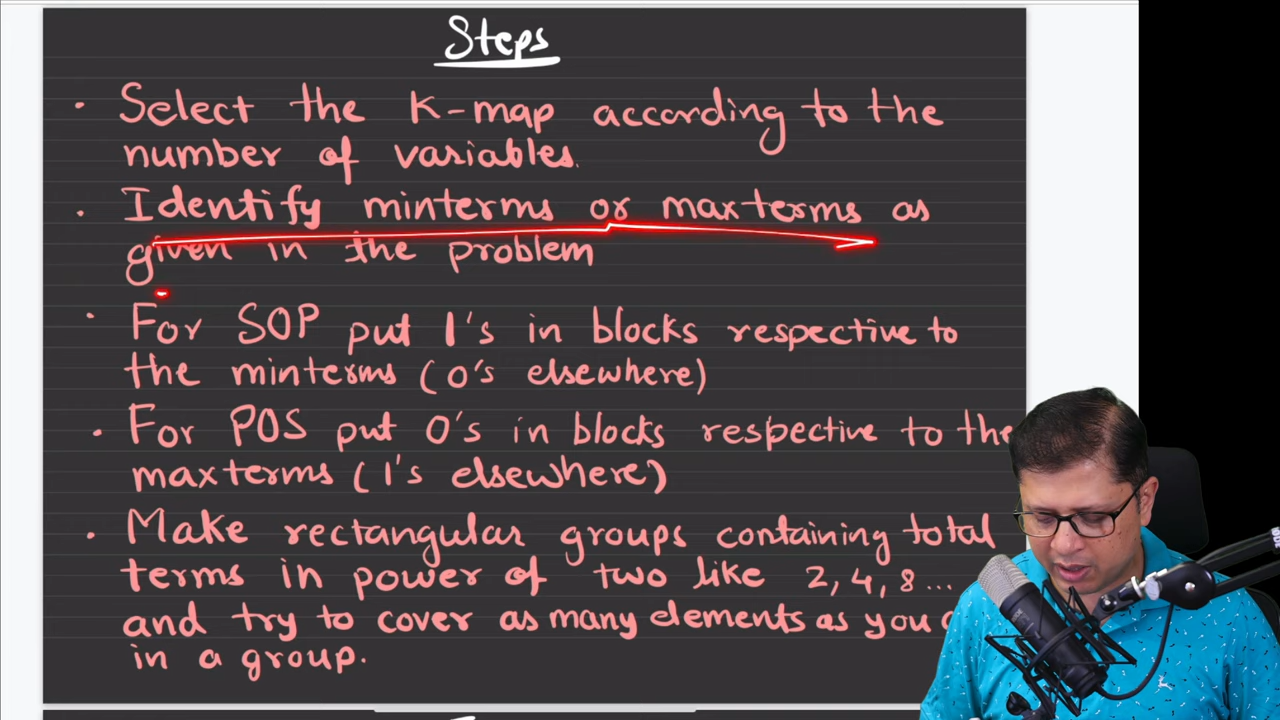 Steps
• Select the K-map according to the
number of variables.
• Identify minterms or maxterms as
given in the problem
• For SOP put 1's in blocks respective to
the minterms (0's elsewhere)
• For POS put 0's in blocks respective to the
maxterms (1's elsewhere)
• Make rectangular groups containing total
terms in power of two like 2, 4, 8...
and try to cover as many elements as you
in a group.